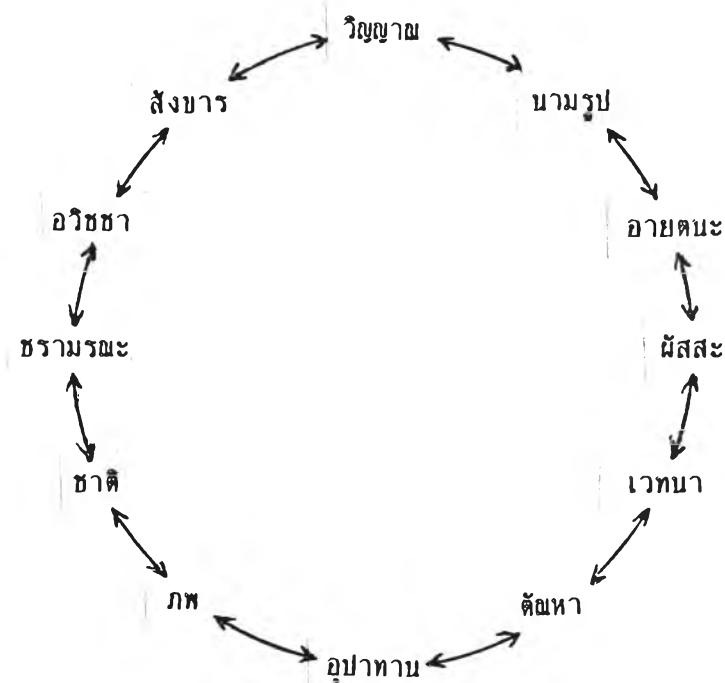 วิญญาณ
สังขาร
นามรูป
อวิชชา
อายตนะ
ชรามรณะ
ผัสสะ
ชาติ
เวทนา
ภพ
ตัณหา
อุปาทาน